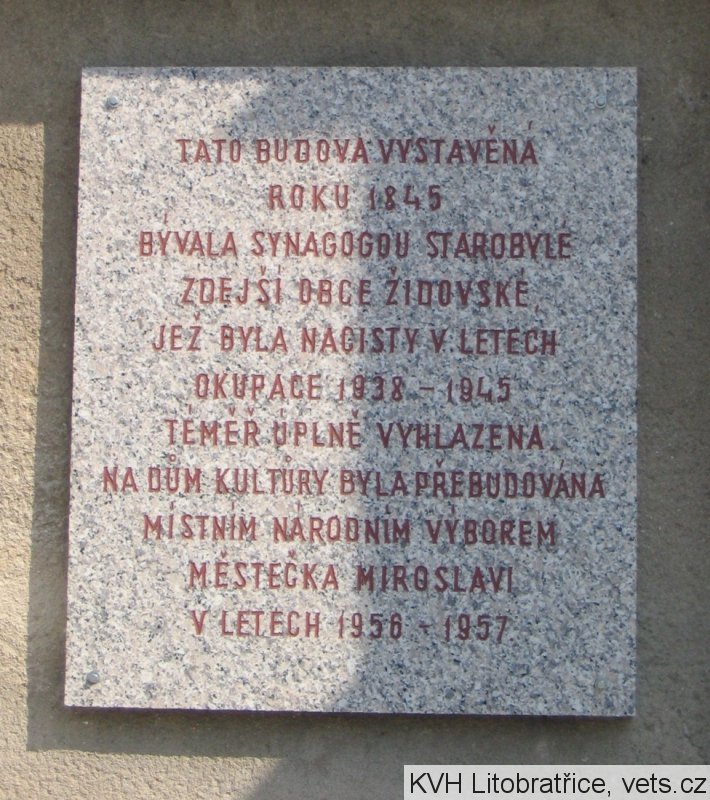 TATO BUDOVA VYSTAVĚNÁ
ROKU 1845
BÝVALA SYNAGOGOU STAROBYLÉ
ZDEJŠÍ OBCE ŽIDOVSKÉ,
JEŽ BYLA NACISTY V LETECH
OKUPACE 1938 - 1945
TÉMĚŘ ÚPLNĚ VYHLAZENA.
NA DŮM KULTŮRY BYLA PŘEBUDOVÁNA
MÍSTNÍM NÁRODNÍM VÝBOREM
MĚSTEČKA MIROSLAVI
V LETECH 1956 - 1957
KVH Litobratřice, vets.cz